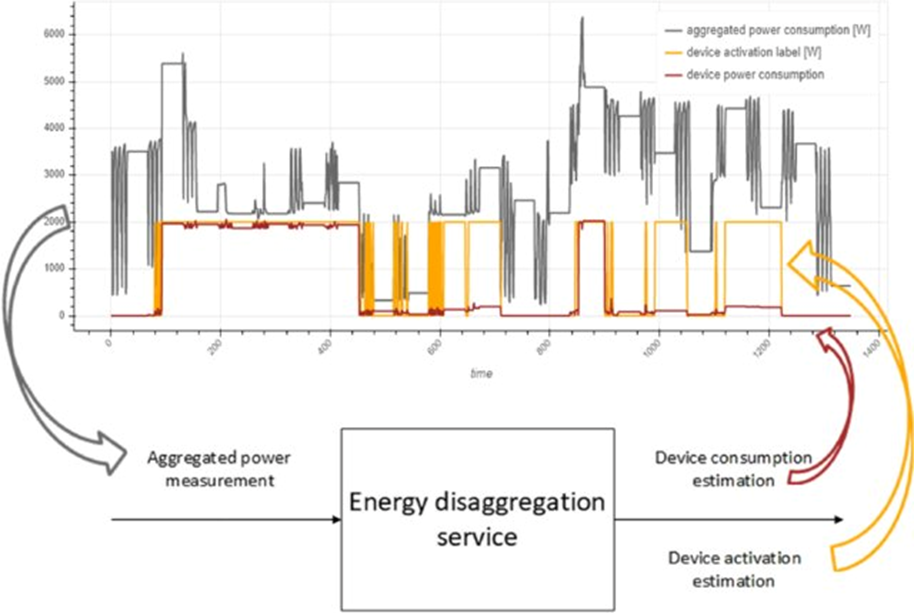 6000
aggregated power consumption [W]
device activation label [W]
5000
device power consumption
4000
3000
2000
1000
0
0 200 400 600 800 1000 1200 1400
time
Aggregated power
measurement
Energy disaggregation
service
Device consumption
estimation
Device activation
estimation